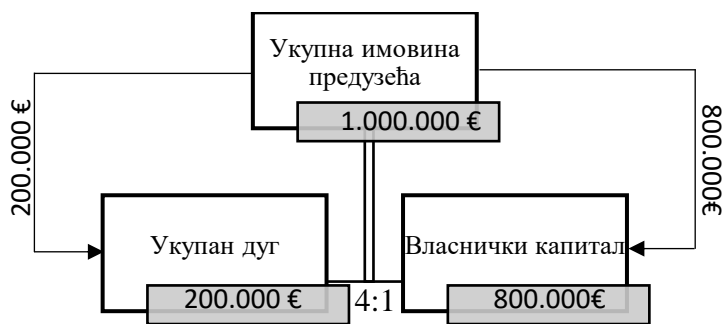 Укупна имовина
предузећа
1.000.000 €
200.000 €
800.000€
Укупан дуг
Власнички капитал
200.000 €
4:1
800.000€